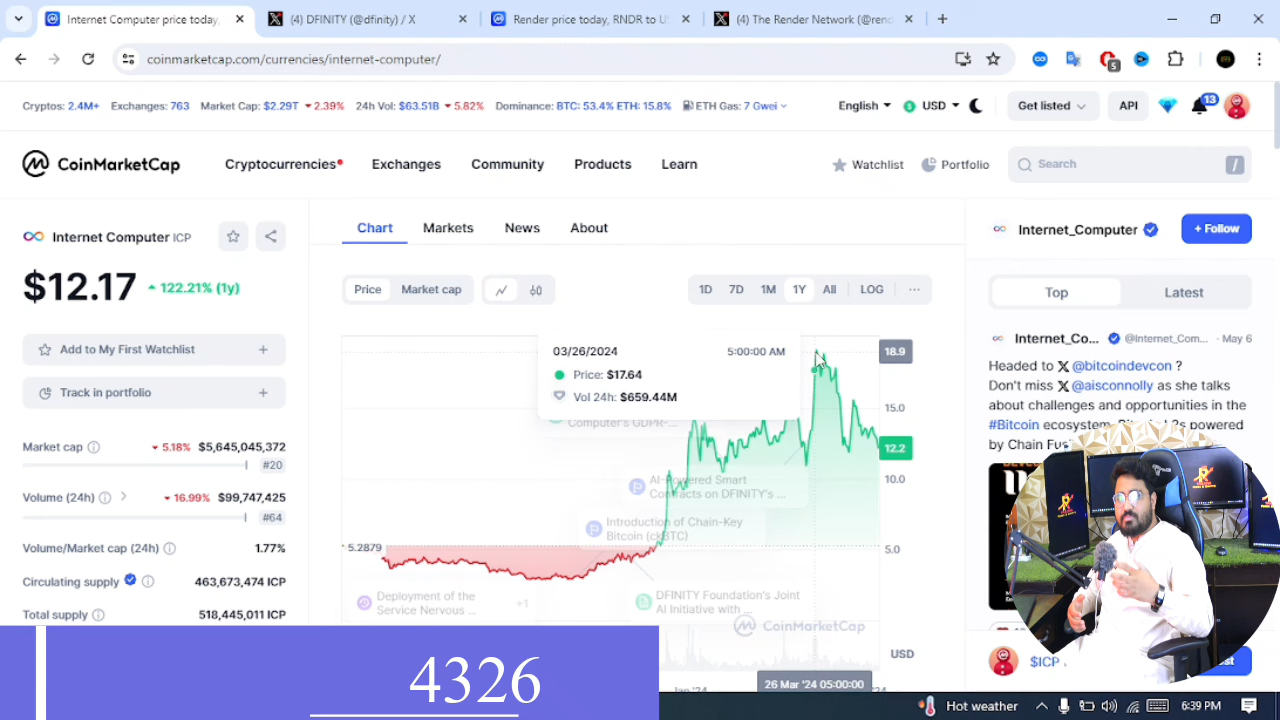 Internet Computer price today,
(4) DFINITY (@dfinity) / X
Render price today, RNDR to U
(4) The Render Network (@rend
coinmarketcap.com/currencies/internet-computer/
5
Cryptos: 2.4M+ Exchanges: 763 Market Cap: $2.29T 2.39% 24h Vol: $63.51B 5.82% Dominance: BTC: 53.4% ETH: 15.8% ETH Gas: 7 Gwei
English USD Get listed API 13
CoinMarketCap
Cryptocurrencies Exchanges Community Products Learn
Watchlist Portfolio Search /
Internet Computer ICP
Chart Markets News About
Internet_Computer + Follow
$12.17 122.21% (1y)
Price Market cap
1D 7D 1M 1Y All LOG ...
Top Latest
Add to My First Watchlist +
Track in portfolio +
Market cap 5.18% $5,645,045,372
#20
Volume (24h) 16.99% $99,747,425
#64
Volume/Market cap (24h) 1.77%
Circulating supply 463,673,474 ICP
Total supply 518,445,011 ICP
03/26/2024 5:00:00 AM
Price: $17.64
Vol 24h: $659.44M
Computer's GDPR-...
AI-Powered Smart
Contracts on DFINITY's ...
Introduction of Chain-Key
Bitcoin (ckBTC)
5.2879
Deployment of the
Service Nervous ... +1
DFINITY Foundation's Joint
AI Initiative with ...
CoinMarketCap
18.9
15.0
12.2
10.0
5.0
USD
26 Mar '24 05:00:00
Internet_Co... @Internet_Com... · May 6
Headed to X @bitcoindevcon ?
Don't miss X @aisconnolly as she talks
about challenges and opportunities in the
#Bitcoin ecosystem.
by Chain Fu
$ICP
4326
Hot weather
6:39 PM